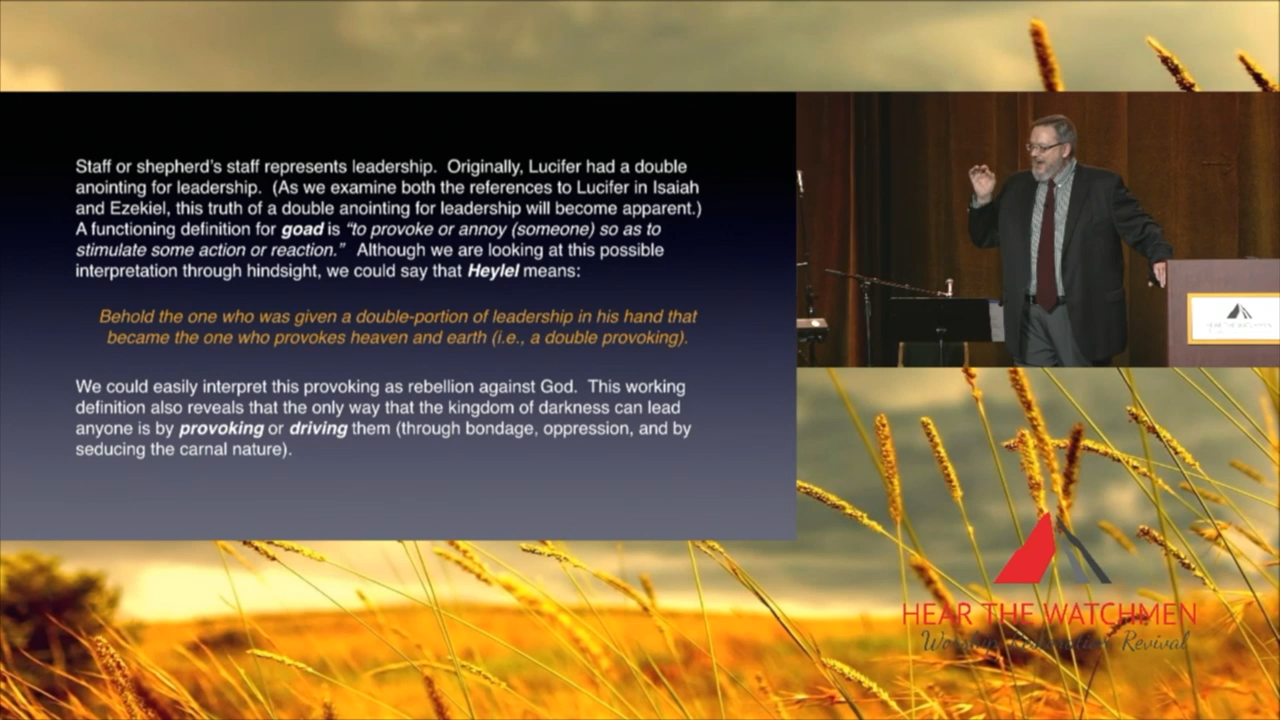 Staff or shepherd's staff represents leadership.  Originally, Lucifer had a double
anointing for leadership.  (As we examine both the references to Lucifer in Isaiah
and Ezekiel, this truth of a double anointing for leadership will become apparent.)
A functioning definition for goad is “to provoke or annoy (someone) so as to
stimulate some action or reaction.”  Although we are looking at this possible
interpretation through hindsight, we could say that Heylel means:
Behold the one who was given a double-portion of leadership in his hand that
became the one who provokes heaven and earth (i.e., a double provoking).
We could easily interpret this provoking as rebellion against God.  This working
definition also reveals that the only way that the kingdom of darkness can lead
anyone is by provoking or driving them (through bondage, oppression, and by
seducing the carnal nature).
HEAR THE WATCHMEN
HEAR THE WATCHMEN
Worship Restoration Revival